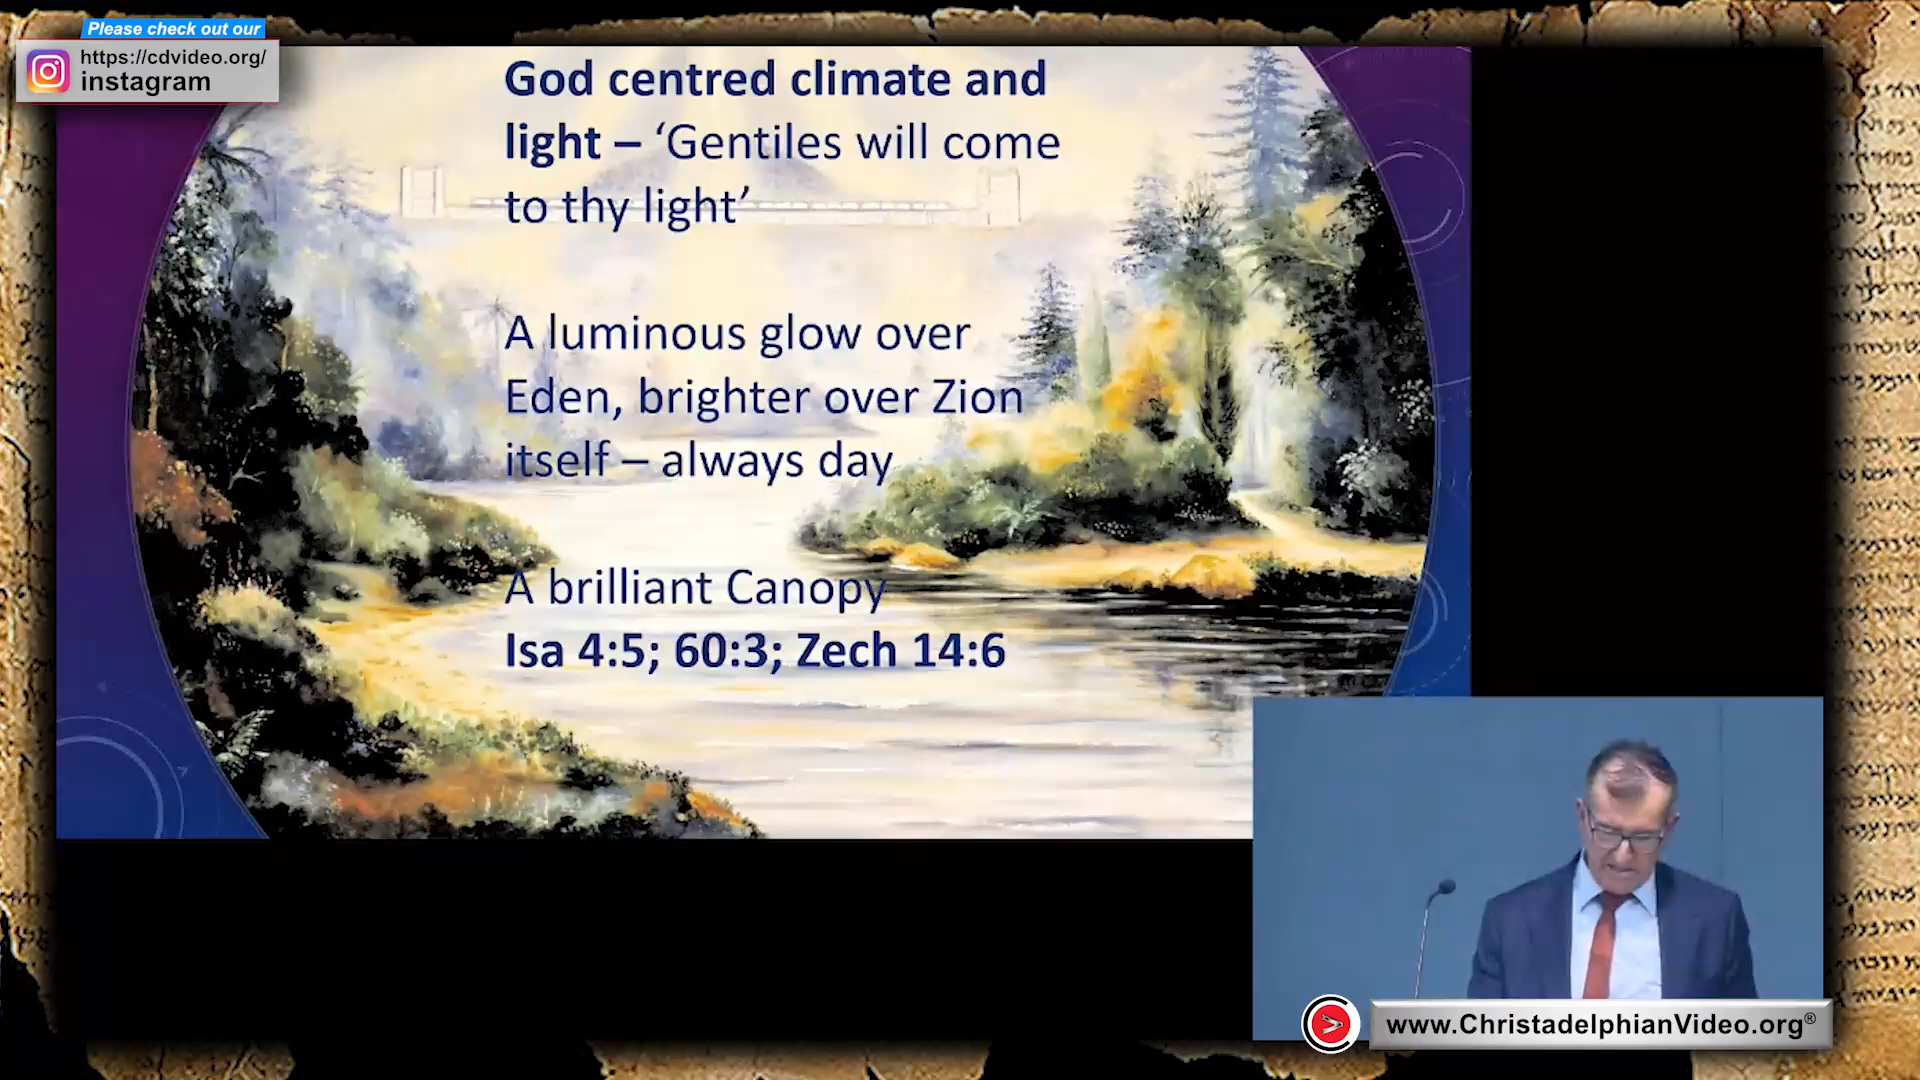 Please check out our
https://cdvideo.org/
instagram
God centred climate and
light – ‘Gentiles will come
to thy light’
A luminous glow over
Eden, brighter over Zion
itself – always day
A brilliant Canopy
Isa 4:5; 60:3; Zech 14:6
www.ChristadelphianVideo.org®